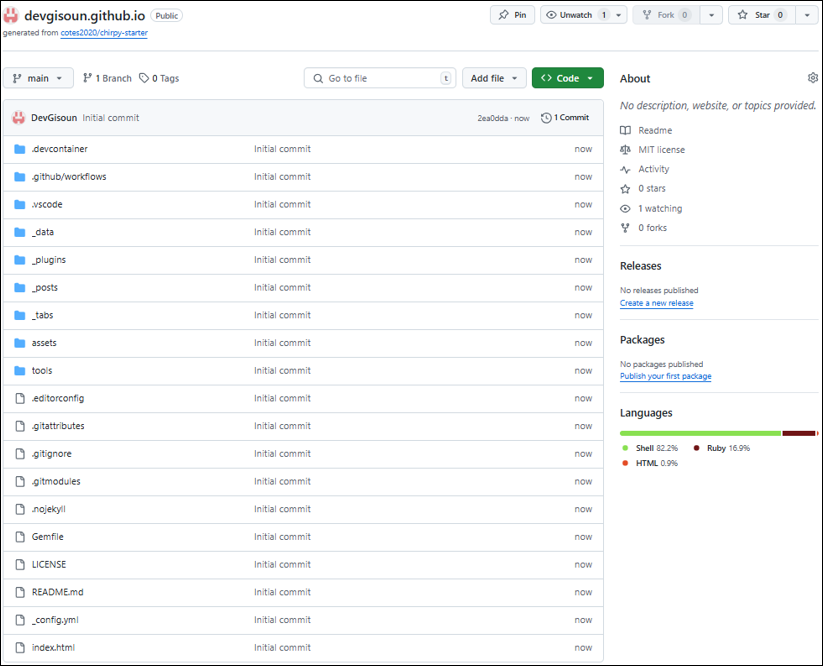 devgisoun.github.io Public Pin Unwatch 1 Fork 0 Star 0
generated from cotes2020/chirpy-starter
main 1 Branch 0 Tags Go to file t Add file Code
DevGisoun Initial commit 2ea0dda · now 1 Commit
.devcontainer Initial commit now
.github/workflows Initial commit now
.vscode Initial commit now
_data Initial commit now
_plugins Initial commit now
_posts Initial commit now
_tabs Initial commit now
assets Initial commit now
tools Initial commit now
.editorconfig Initial commit now
.gitattributes Initial commit now
.gitignore Initial commit now
.gitmodules Initial commit now
.nojekyll Initial commit now
Gemfile Initial commit now
LICENSE Initial commit now
README.md Initial commit now
_config.yml Initial commit now
index.html Initial commit now
About
No description, website, or topics provided.
Readme
MIT license
Activity
0 stars
1 watching
0 forks
Releases
No releases published
Create a new release
Packages
No packages published
Publish your first package
Languages
Shell 82.2% Ruby 16.9%
HTML 0.9%